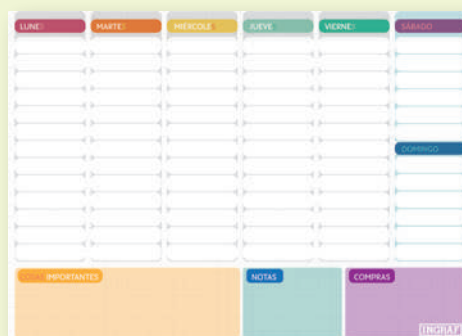 LUNES
MARTES
MIÉRCOLES
JUEVES
VIERNES
SÁBADO
DOMINGO
COSAS IMPORTANTES
NOTAS
COMPRAS
INGRAF